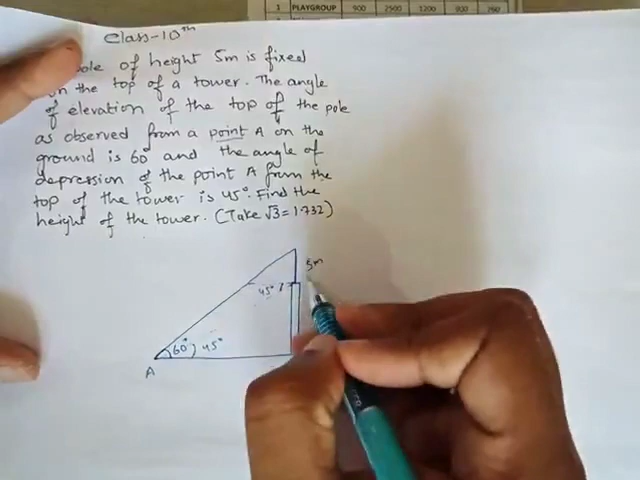 1 PLAYGROUP 900 2500 1200 900 750
Class-10th
pole of height 5m is fixed
on the top of a tower. The angle
of elevation of the top of the pole
as observed from a point A on the
ground is 60° and the angle of
depression of the point A from the
top of the tower is 45°. Find the
height of the tower. (Take √3=1.732)
5m
45°
60° 45°
A